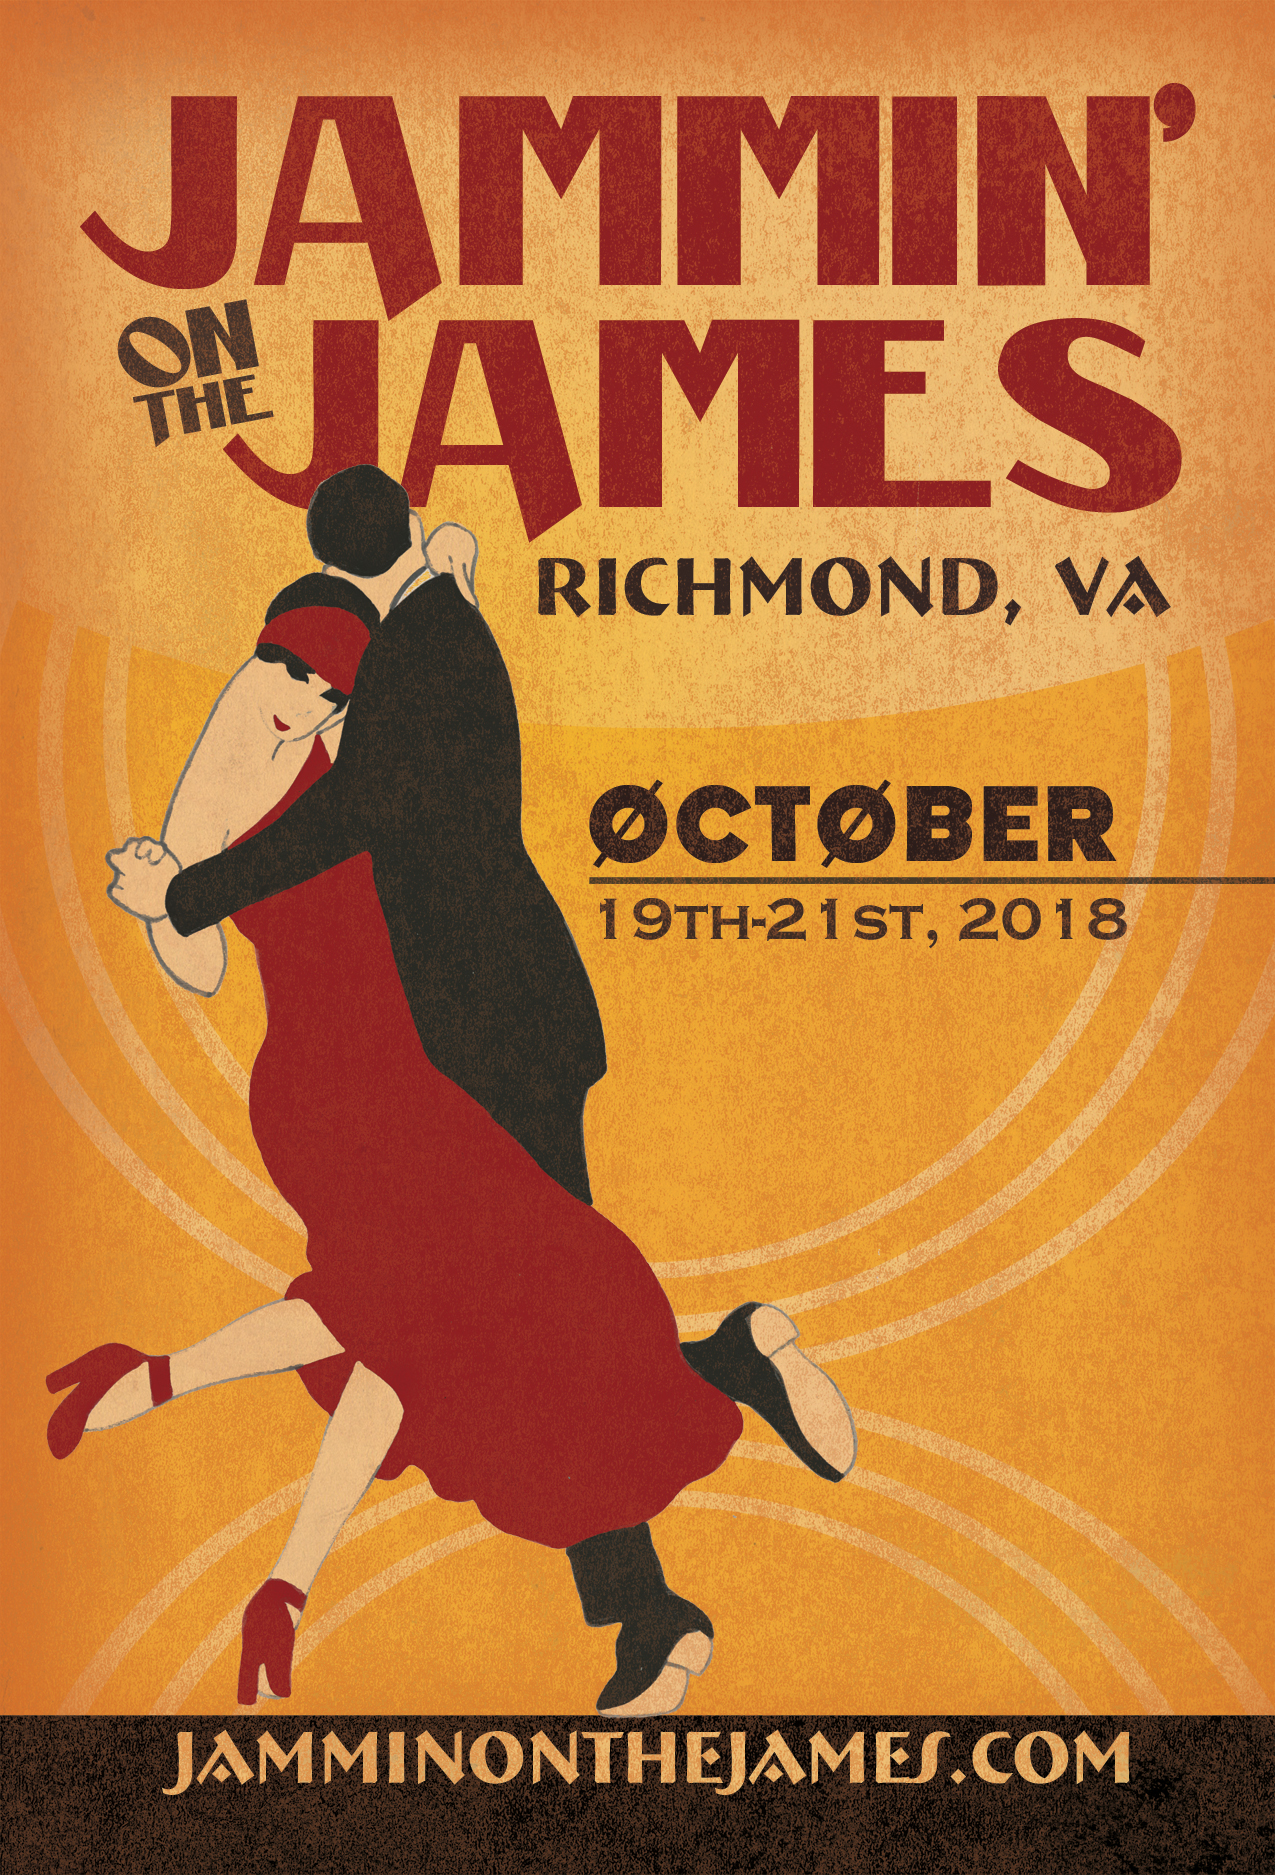 JAMMIN'
ON
THE
JAMES
RICHMOND, VA
ØCTØBER
19TH-21ST, 2018
JAMMINONTHEJAMES.COM